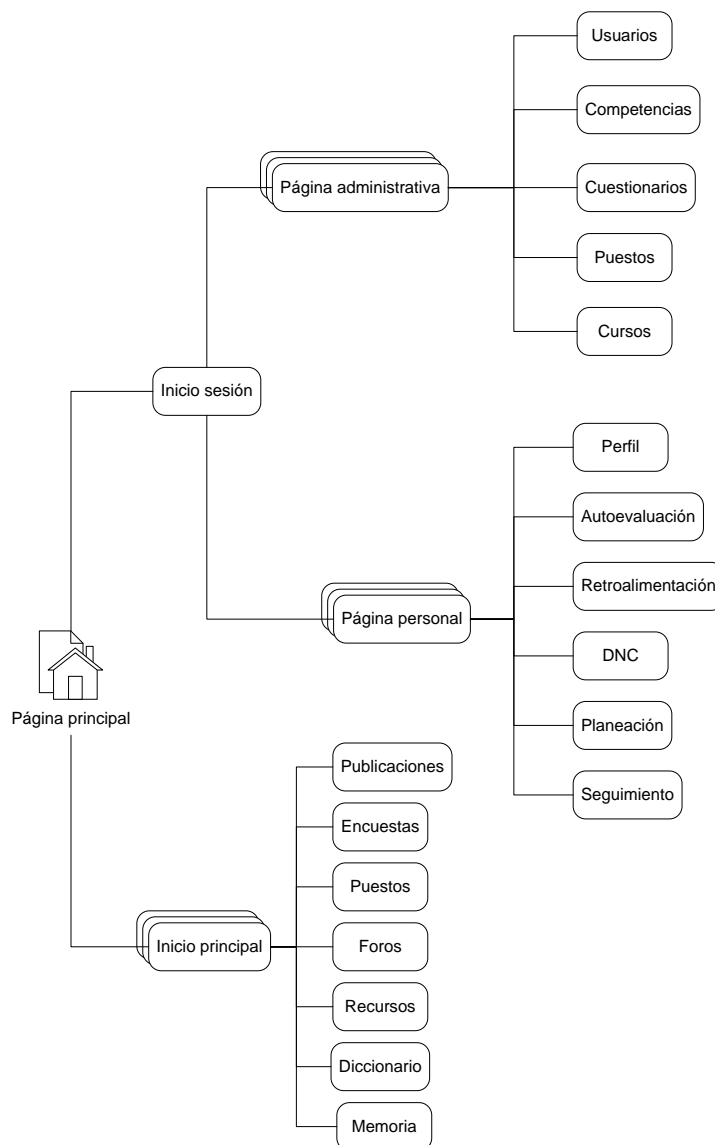 Usuarios
Competencias
Página administrativa
Cuestionarios
Puestos
Cursos
Inicio sesión
Perfil
Autoevaluación
Retroalimentación
Página personal
DNC
Planeación
Seguimiento
Página principal
Publicaciones
Encuestas
Puestos
Inicio principal
Foros
Recursos
Diccionario
Memoria